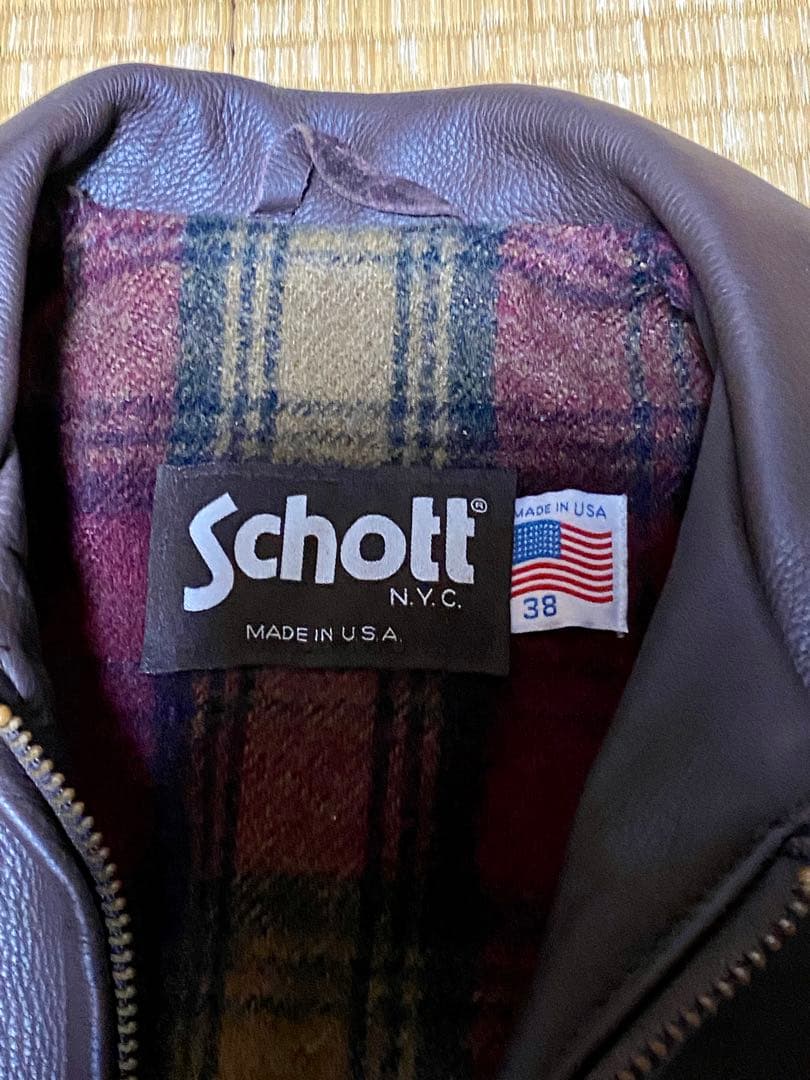 Schott®
N.Y.C.
MADE IN U.S.A.
MADE IN USA
38